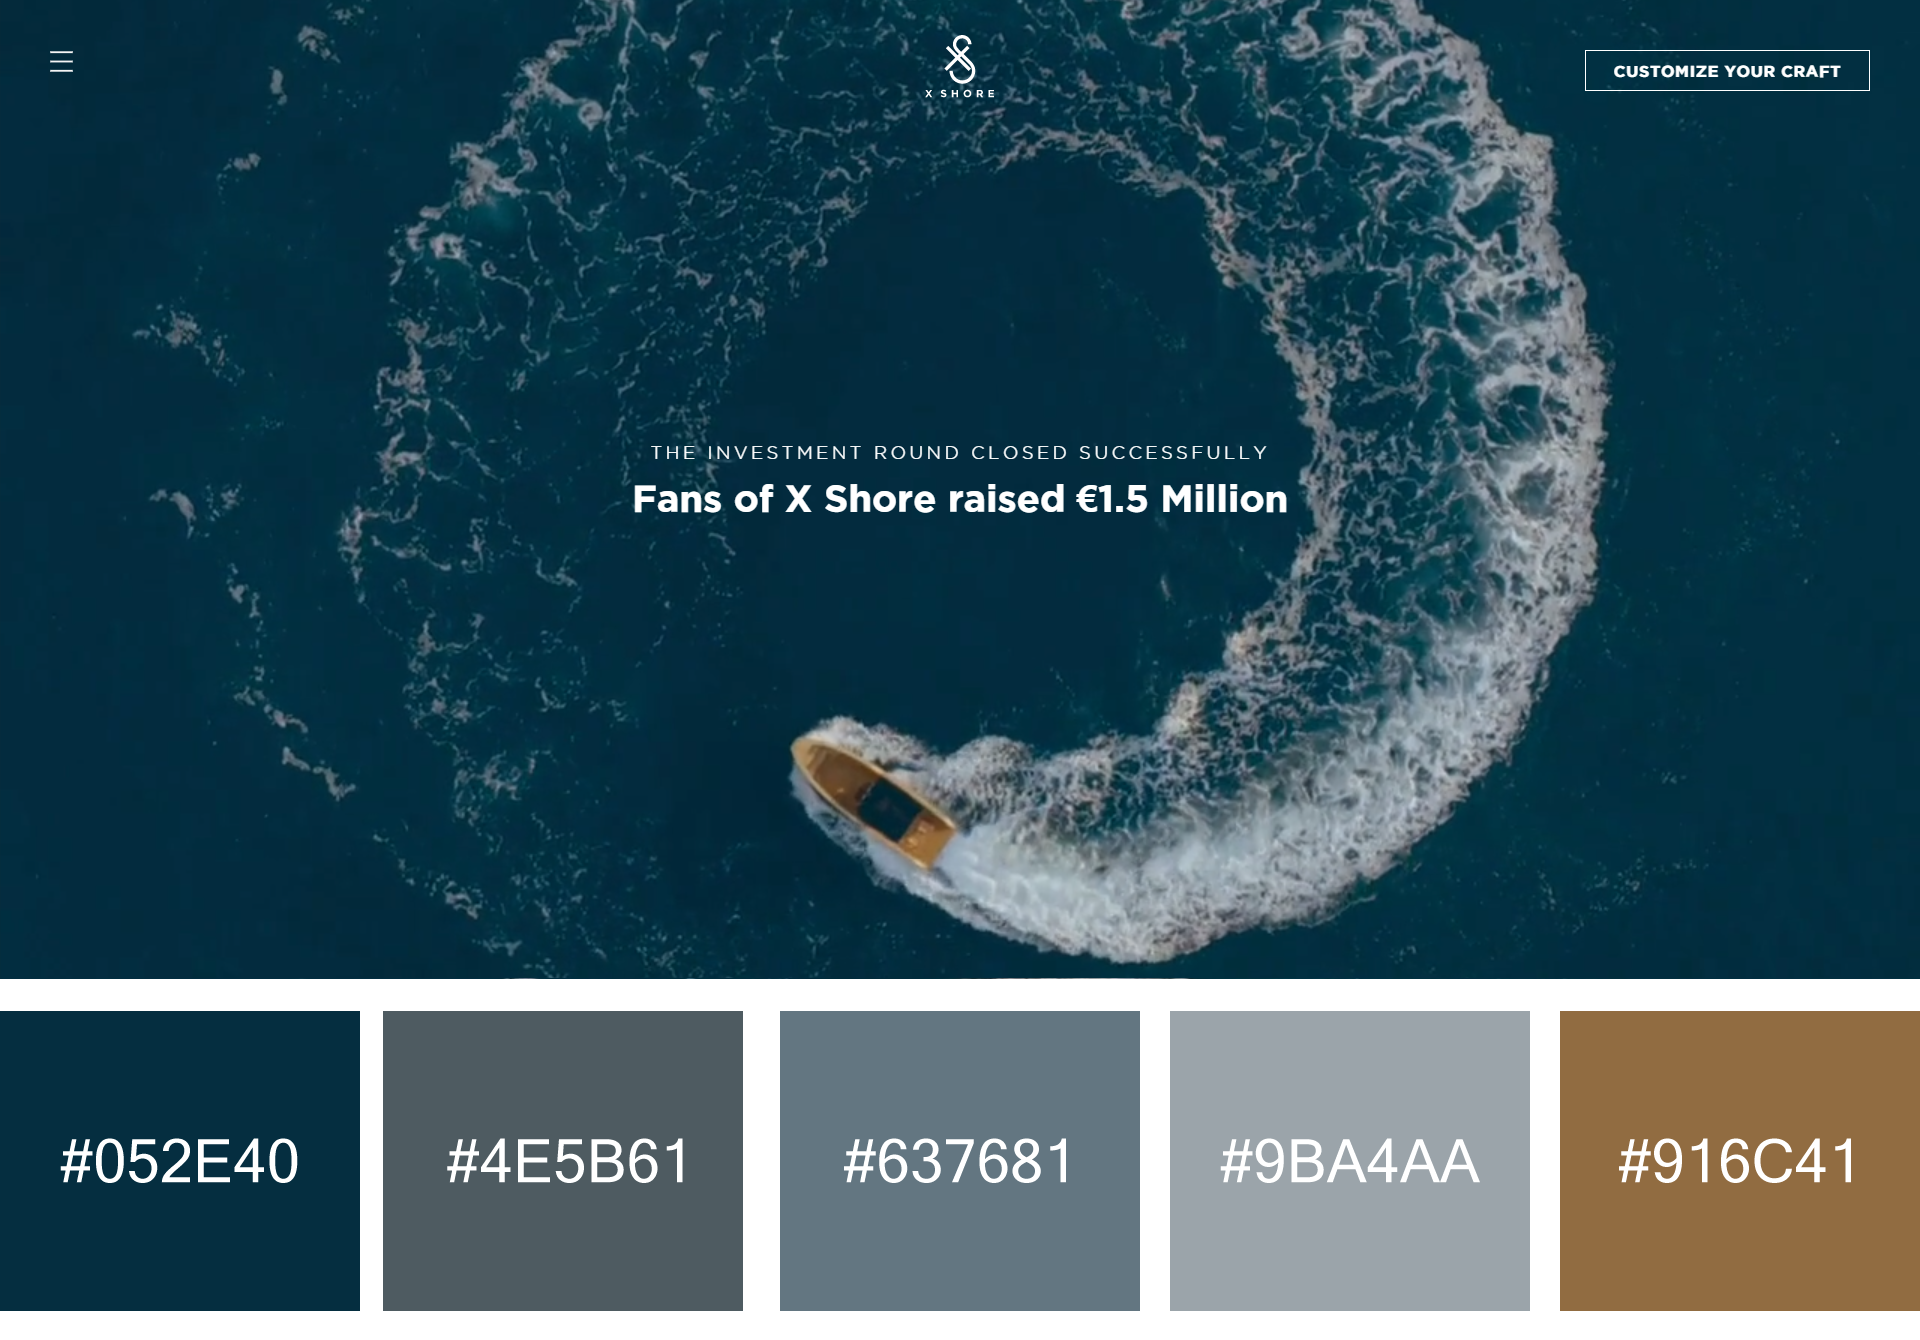 X SHORE
CUSTOMIZE YOUR CRAFT
THE INVESTMENT ROUND CLOSED SUCCESSFULLY
Fans of X Shore raised €1.5 Million
#052E40
#4E5B61
#637681
#9BA4AA
#916C41